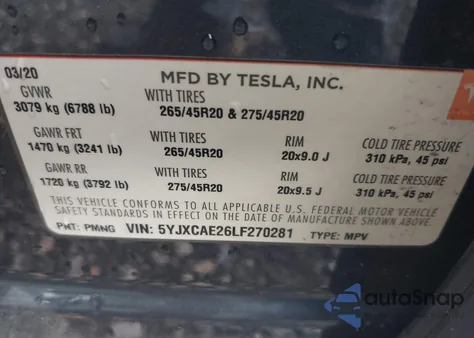 03/20 MFD BY TESLA, INC.
GVWR WITH TIRES
3079 kg (6788 lb) 265/45R20 & 275/45R20
GAWR FRT WITH TIRES RIM COLD TIRE PRESSURE
1470 kg (3241 lb) 265/45R20 20x9.0 J 310 kPa, 45 psi
GAWR RR WITH TIRES RIM COLD TIRE PRESSURE
1720 kg (3792 lb) 275/45R20 20x9.5 J 310 kPa, 45 psi
THIS VEHICLE CONFORMS TO ALL APPLICABLE U.S. FEDERAL MOTOR VEHICLE
SAFETY STANDARDS IN EFFECT ON THE DATE OF MANUFACTURE SHOWN ABOVE.
PNT: PMNG VIN: 5YJXCAE26LF270281 TYPE: MPV
autoSnap